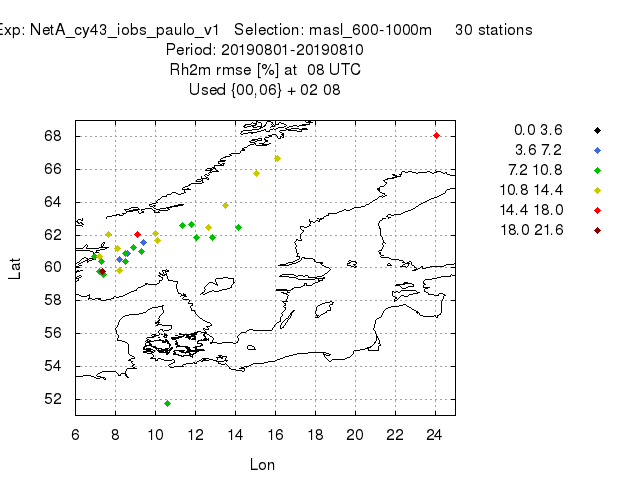 Exp: NetA_cy43_iobs_paulo_v1 Selection: masl_600-1000m 30 stations
Period: 20190801-20190810
Rh2m rmse [%] at 08 UTC
Used {00,06} + 02 08
68
66
64
62
60
58
56
54
52
Lat
6 8 10 12 14 16 18 20 22 24
Lon
0.0 3.6
3.6 7.2
7.2 10.8
10.8 14.4
14.4 18.0
18.0 21.6